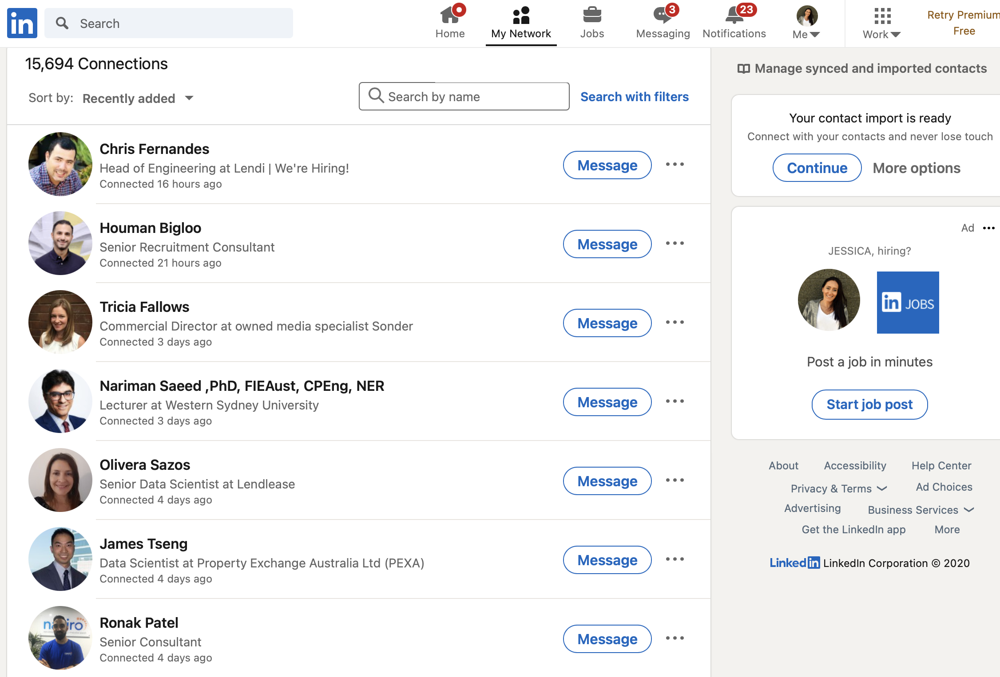 in
Search
Home
My Network
Jobs
3
Messaging
23
Notifications
Me
Work
Retry Premium
Free
15,694 Connections
Sort by: Recently added
Search by name
Search with filters
Chris Fernandes
Head of Engineering at Lendi | We're Hiring!
Connected 16 hours ago
Message
Houman Bigloo
Senior Recruitment Consultant
Connected 21 hours ago
Message
Tricia Fallows
Commercial Director at owned media specialist Sonder
Connected 3 days ago
Message
Nariman Saeed ,PhD, FIEAust, CPEng, NER
Lecturer at Western Sydney University
Connected 3 days ago
Message
Olivera Sazos
Senior Data Scientist at Lendlease
Connected 4 days ago
Message
James Tseng
Data Scientist at Property Exchange Australia Ltd (PEXA)
Connected 4 days ago
Message
Ronak Patel
Senior Consultant
Connected 4 days ago
Message
Manage synced and imported contacts
Your contact import is ready
Connect with your contacts and never lose touch
Continue
More options
Ad
JESSICA, hiring?
in JOBS
Post a job in minutes
Start job post
About Accessibility Help Center
Privacy & Terms Ad Choices
Advertising Business Services
Get the LinkedIn app More
LinkedIn LinkedIn Corporation © 2020